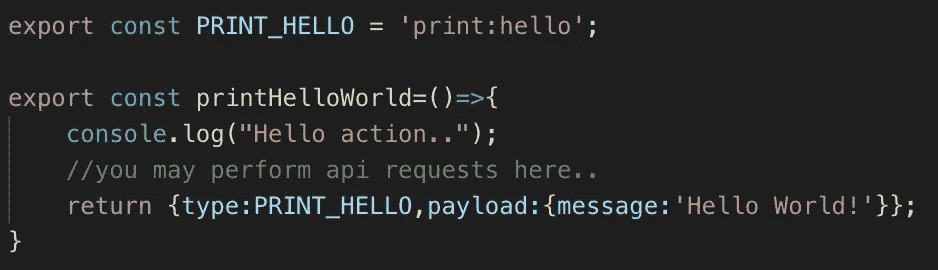 export const PRINT_HELLO = 'print:hello';
export const printHelloWorld=()=>{
console.log("Hello action..");
//you may perform api requests here..
return {type:PRINT_HELLO,payload:{message:'Hello World!'}};
}